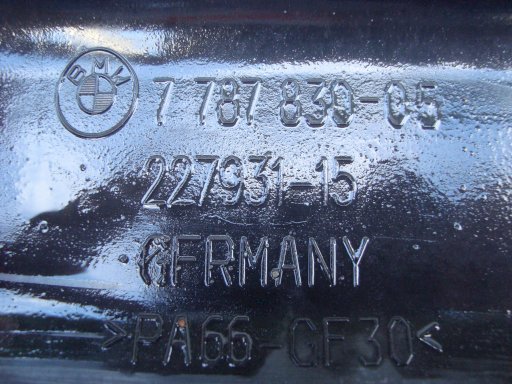 BMW 7 787 830-05
227931-15
GERMANY
>PA66-GF30<